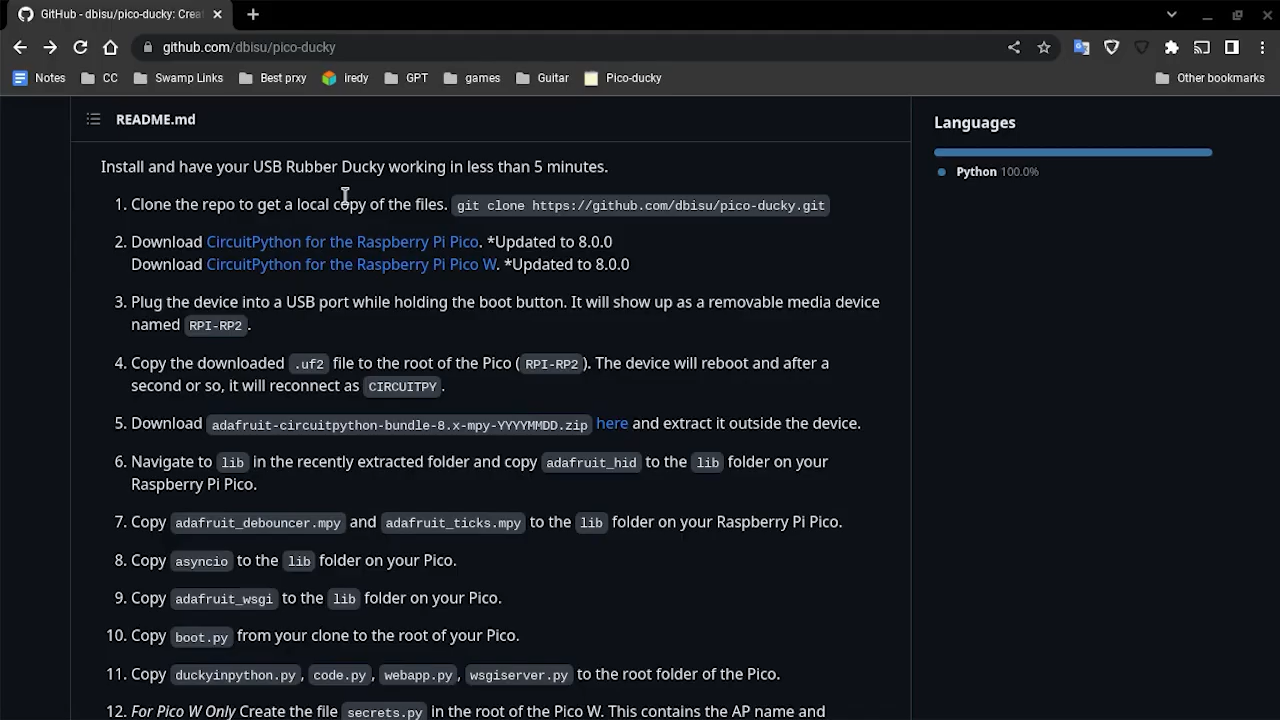 GitHub - dbisu/pico-ducky: Crea
github.com/dbisu/pico-ducky
Notes CC Swamp Links Best prxy iredy GPT games Guitar Pico-ducky Other bookmarks
README.md
Install and have your USB Rubber Ducky working in less than 5 minutes.
1. Clone the repo to get a local copy of the files. git clone https://github.com/dbisu/pico-ducky.git
2. Download CircuitPython for the Raspberry Pi Pico. *Updated to 8.0.0
Download CircuitPython for the Raspberry Pi Pico W. *Updated to 8.0.0
3. Plug the device into a USB port while holding the boot button. It will show up as a removable media device
named RPI-RP2.
4. Copy the downloaded .uf2 file to the root of the Pico (RPI-RP2). The device will reboot and after a
second or so, it will reconnect as CIRCUITPY.
5. Download adafruit-circuitpython-bundle-8.x-mpy-YYYYMMDD.zip here and extract it outside the device.
6. Navigate to lib in the recently extracted folder and copy adafruit_hid to the lib folder on your
Raspberry Pi Pico.
7. Copy adafruit_debouncer.mpy and adafruit_ticks.mpy to the lib folder on your Raspberry Pi Pico.
8. Copy asyncio to the lib folder on your Pico.
9. Copy adafruit_wsgi to the lib folder on your Pico.
10. Copy boot.py from your clone to the root of your Pico.
11. Copy duckyinpython.py, code.py, webapp.py, wsgiserver.py to the root folder of the Pico.
12. For Pico W Only Create the file secrets.py in the root of the Pico W. This contains the AP name and
Languages
Python 100.0%